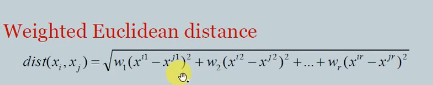 Weighted Euclidean distance
dist(x_i, x_j) = √(w_1(x^{i1} − x^{j1})^2 + w_2(x^{i2} − x^{j2})^2 + ... + w_r(x^{ir} − x^{jr})^2)